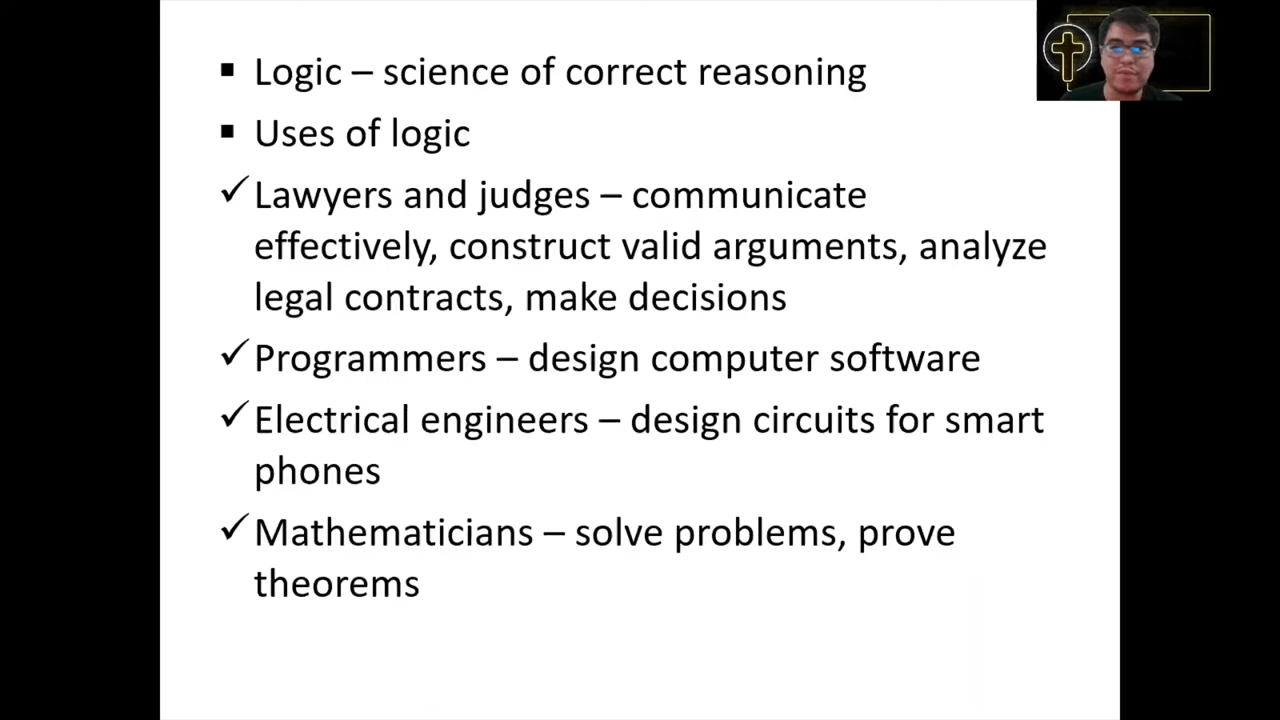 ▪ Logic – science of correct reasoning
▪ Uses of logic
✓ Lawyers and judges – communicate
effectively, construct valid arguments, analyze
legal contracts, make decisions
✓ Programmers – design computer software
✓ Electrical engineers – design circuits for smart
phones
✓ Mathematicians – solve problems, prove
theorems